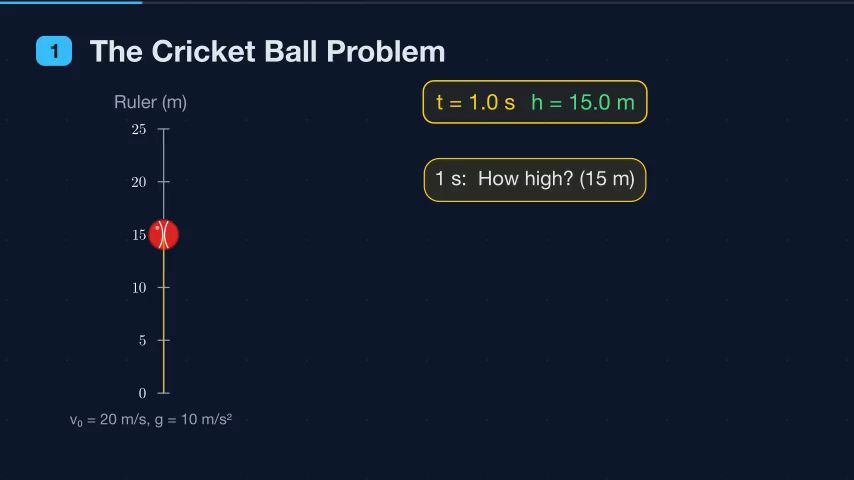 1 The Cricket Ball Problem
Ruler (m)
t = 1.0 s h = 15.0 m
25
1 s: How high? (15 m)
20
15
10
5
0
v₀ = 20 m/s, g = 10 m/s²